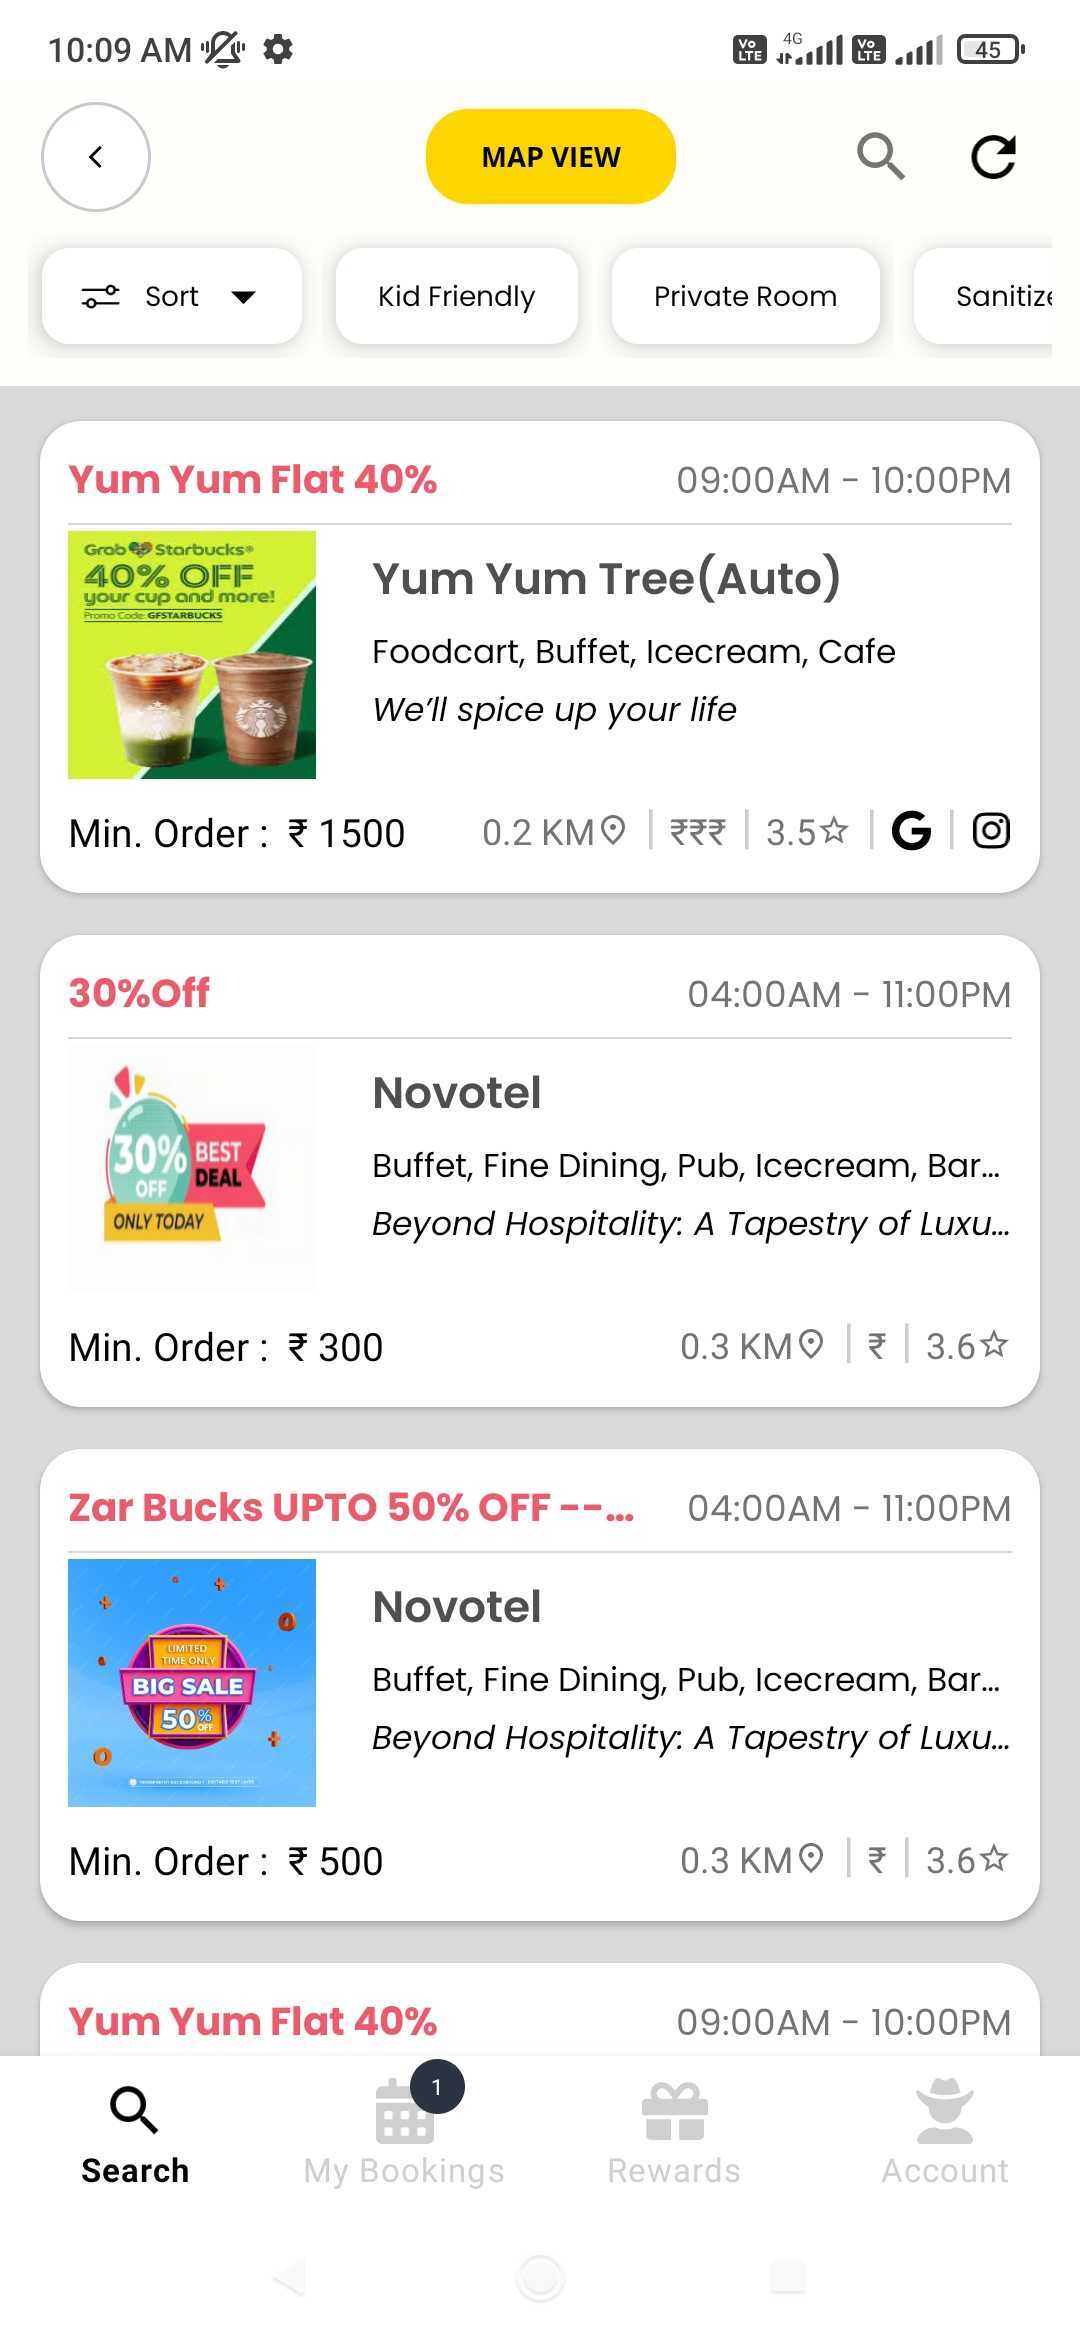 10:09 AM
Vo LTE 4G Vo LTE 45
MAP VIEW
Sort Kid Friendly Private Room Sanitize
Yum Yum Flat 40% 09:00AM - 10:00PM
Grab Starbucks®
40% OFF
your cup and more!
Promo Code: GFSTARBUCKS
Yum Yum Tree(Auto)
Foodcart, Buffet, Icecream, Cafe
We’ll spice up your life
Min. Order : ₹ 1500 0.2 KM ₹₹₹ 3.5
30%Off 04:00AM - 11:00PM
30% OFF
BEST DEAL
ONLY TODAY
Novotel
Buffet, Fine Dining, Pub, Icecream, Bar...
Beyond Hospitality: A Tapestry of Luxu...
Min. Order : ₹ 300 0.3 KM ₹ 3.6
Zar Bucks UPTO 50% OFF --... 04:00AM - 11:00PM
LIMITED
TIME ONLY
BIG SALE
50% OFF
Novotel
Buffet, Fine Dining, Pub, Icecream, Bar...
Beyond Hospitality: A Tapestry of Luxu...
Min. Order : ₹ 500 0.3 KM ₹ 3.6
Yum Yum Flat 40% 09:00AM - 10:00PM
1
Search My Bookings Rewards Account